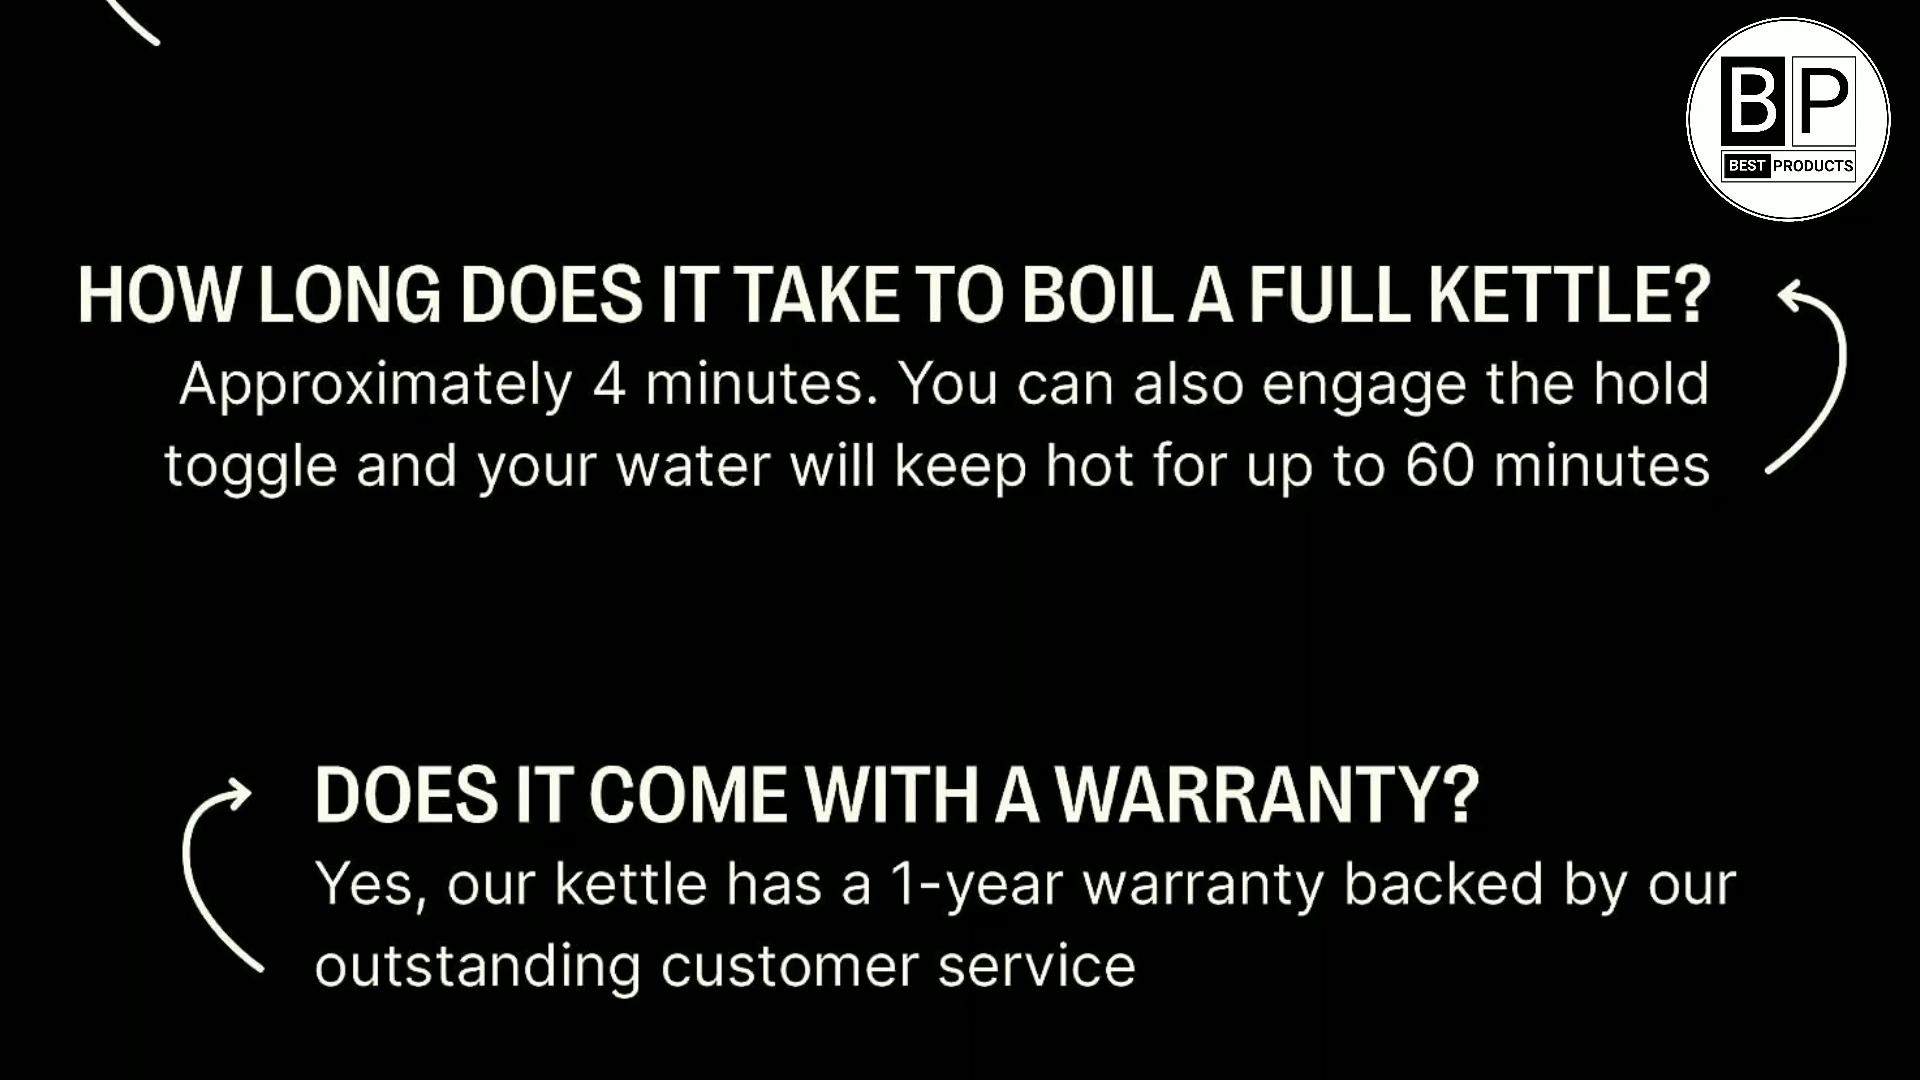 B P
BEST PRODUCTS
HOW LONG DOES IT TAKE TO BOIL A FULL KETTLE?
Approximately 4 minutes. You can also engage the hold
toggle and your water will keep hot for up to 60 minutes
DOES IT COME WITH A WARRANTY?
Yes, our kettle has a 1-year warranty backed by our
outstanding customer service